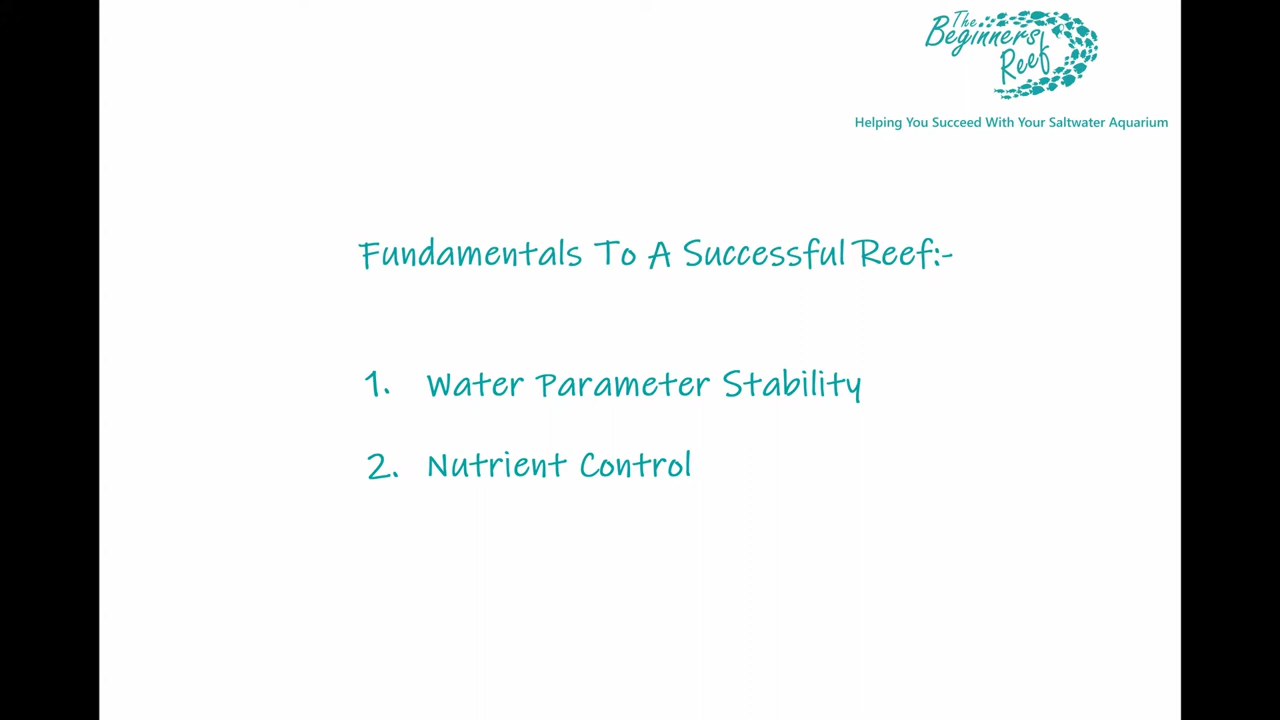 The
Beginners
Reef
Helping You Succeed With Your Saltwater Aquarium
Fundamentals To A Successful Reef:-
1. Water Parameter Stability
2. Nutrient Control